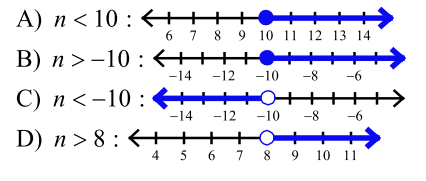 A) n < 10 :
6 7 8 9 10 11 12 13 14
B) n > −10 :
−14 −12 −10 −8 −6
C) n < −10 :
−14 −12 −10 −8 −6
D) n > 8 :
4 5 6 7 8 9 10 11